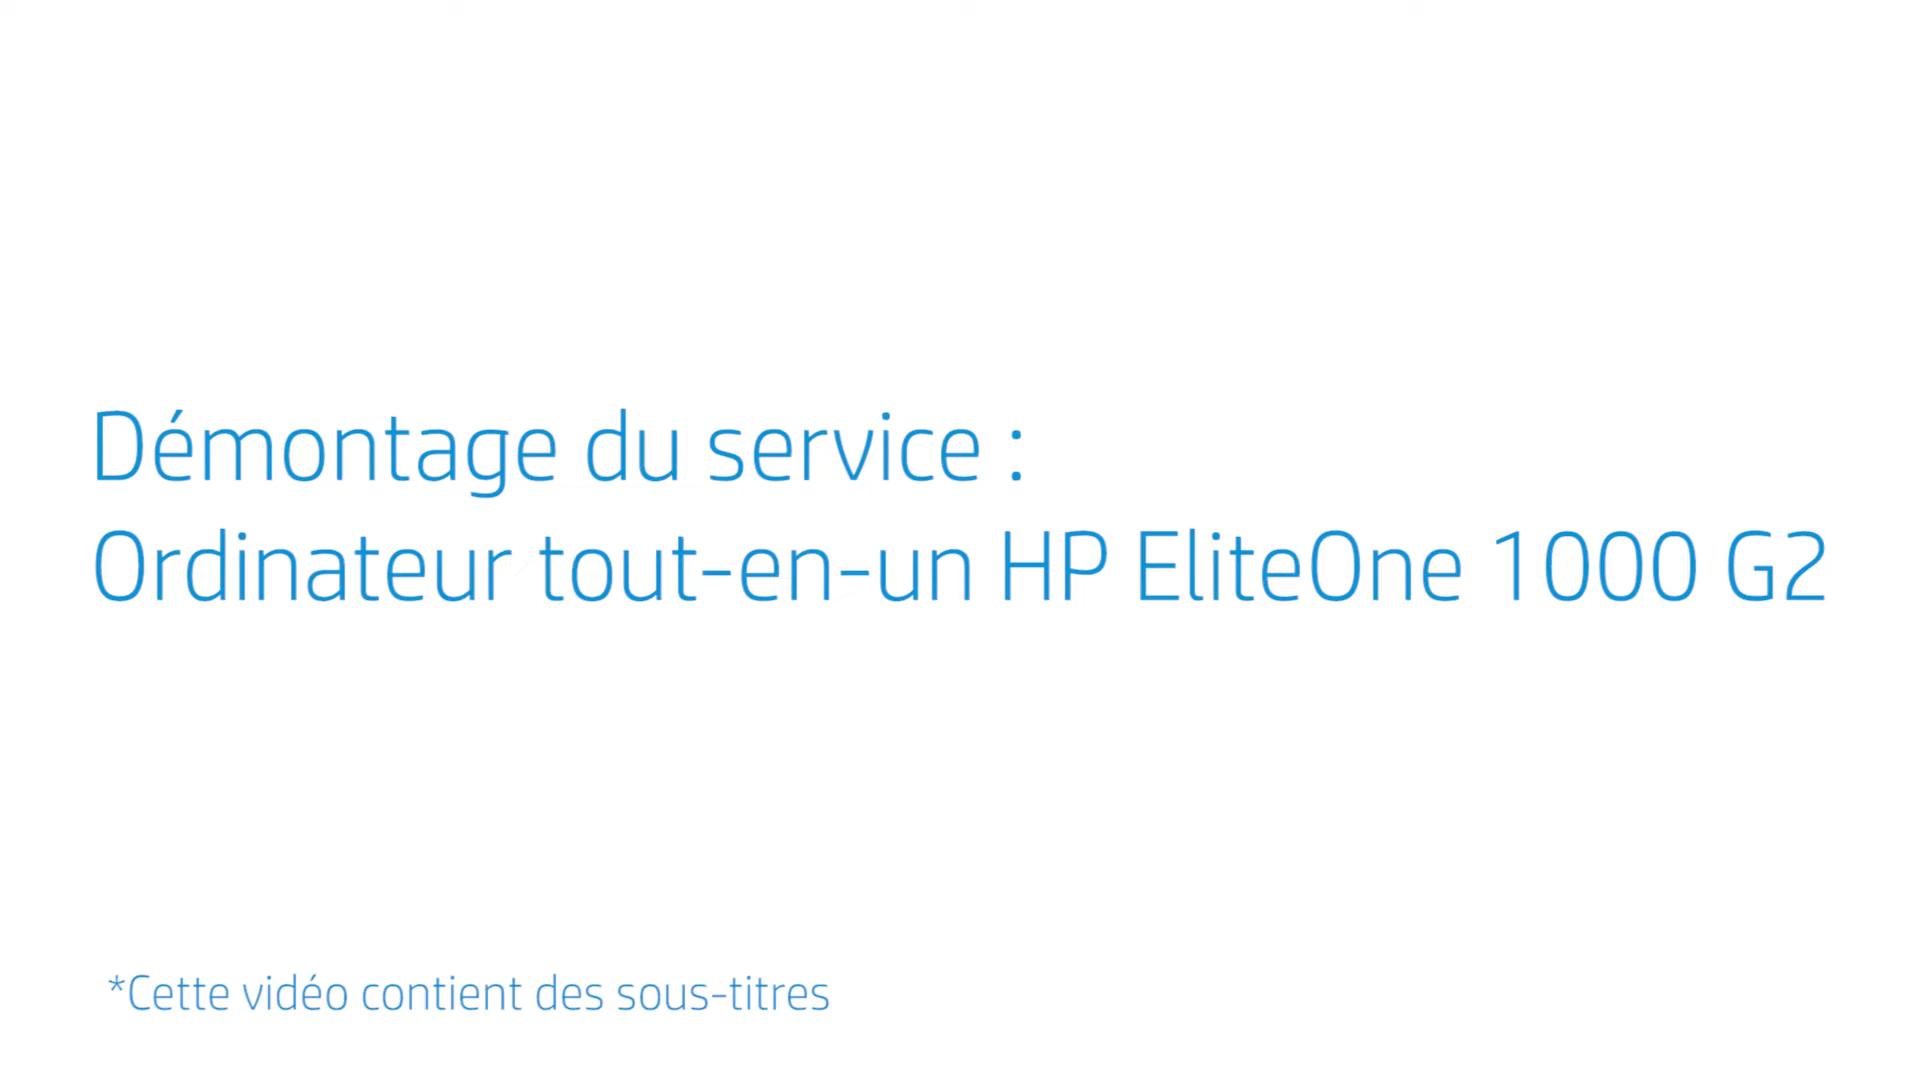 Démontage du service :
Ordinateur tout-en-un HP EliteOne 1000 G2
*Cette vidéo contient des sous-titres